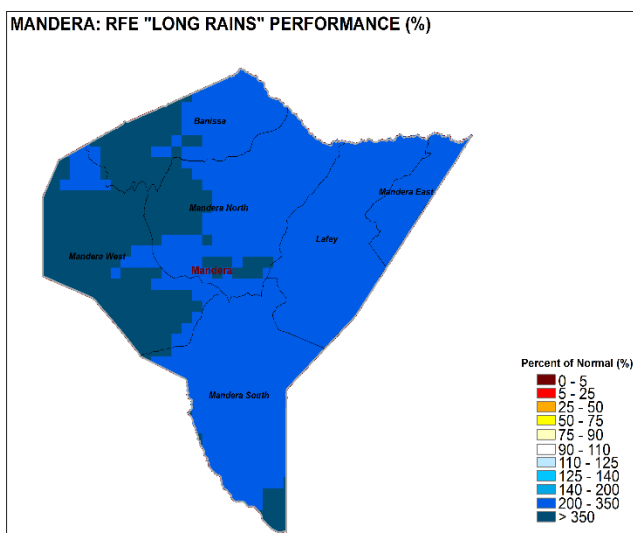 MANDERA: RFE "LONG RAINS" PERFORMANCE (%)
Banissa
Mandera East
Mandera North
Lafey
Mandera West
Mandera
Mandera South
Percent of Normal (%)
0 - 5
5 - 25
25 - 50
50 - 75
75 - 90
90 - 110
110 - 125
125 - 140
140 - 200
200 - 350
> 350